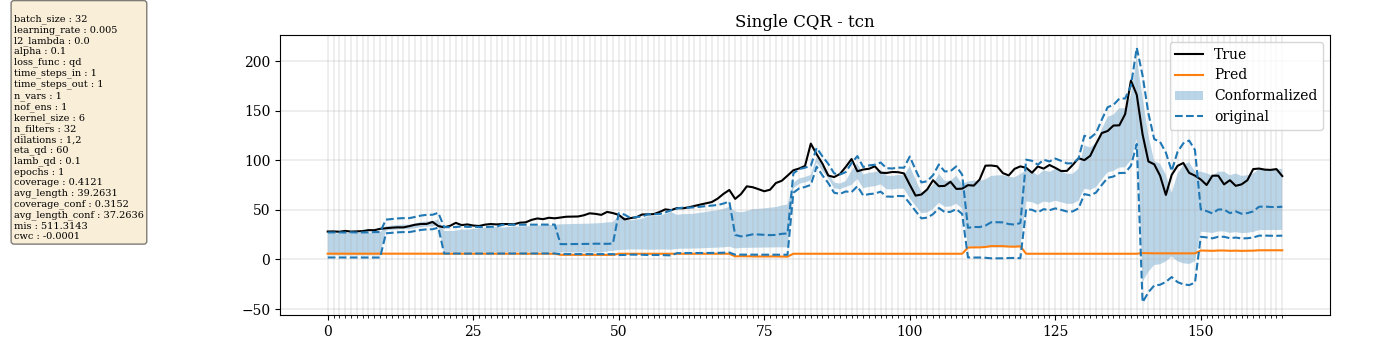 batch_size : 32
learning_rate : 0.005
l2_lambda : 0.0
alpha : 0.1
loss_func : qd
time_steps_in : 1
time_steps_out : 1
n_vars : 1
nof_ens : 1
kernel_size : 6
n_filters : 32
dilations : 1,2
eta_qd : 60
lamb_qd : 0.1
epochs : 1
coverage : 0.4121
avg_length : 39.2631
coverage_conf : 0.3152
avg_length_conf : 37.2636
mis : 511.3143
cwc : -0.0001
Single CQR - tcn
200
150
100
50
0
−50
True
Pred
Conformalized
original
0 25 50 75 100 125 150